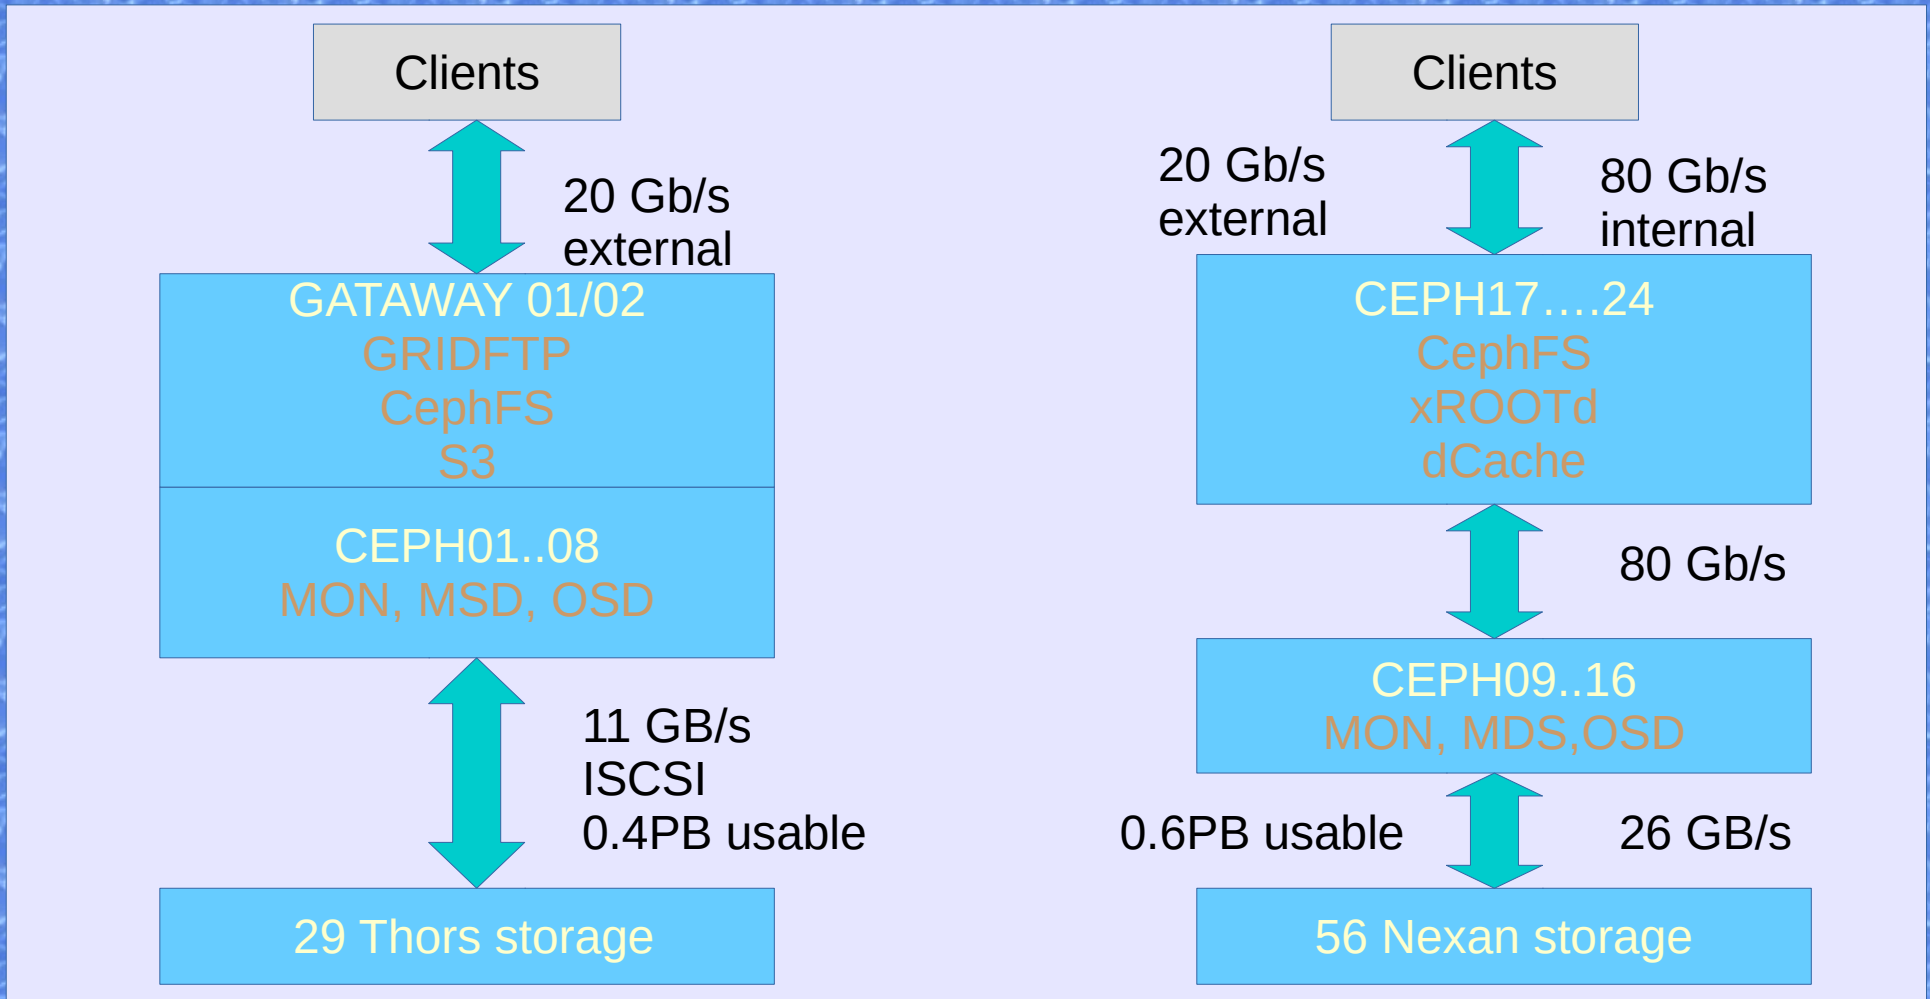 Clients
20 Gb/s
external
GATAWAY 01/02
GRIDFTP
CephFS
S3
CEPH01..08
MON, MSD, OSD
11 GB/s
ISCSI
0.4PB usable
29 Thors storage
Clients
20 Gb/s
external
80 Gb/s
internal
CEPH17....24
CephFS
xROOTd
dCache
80 Gb/s
CEPH09..16
MON, MDS,OSD
0.6PB usable
26 GB/s
56 Nexan storage